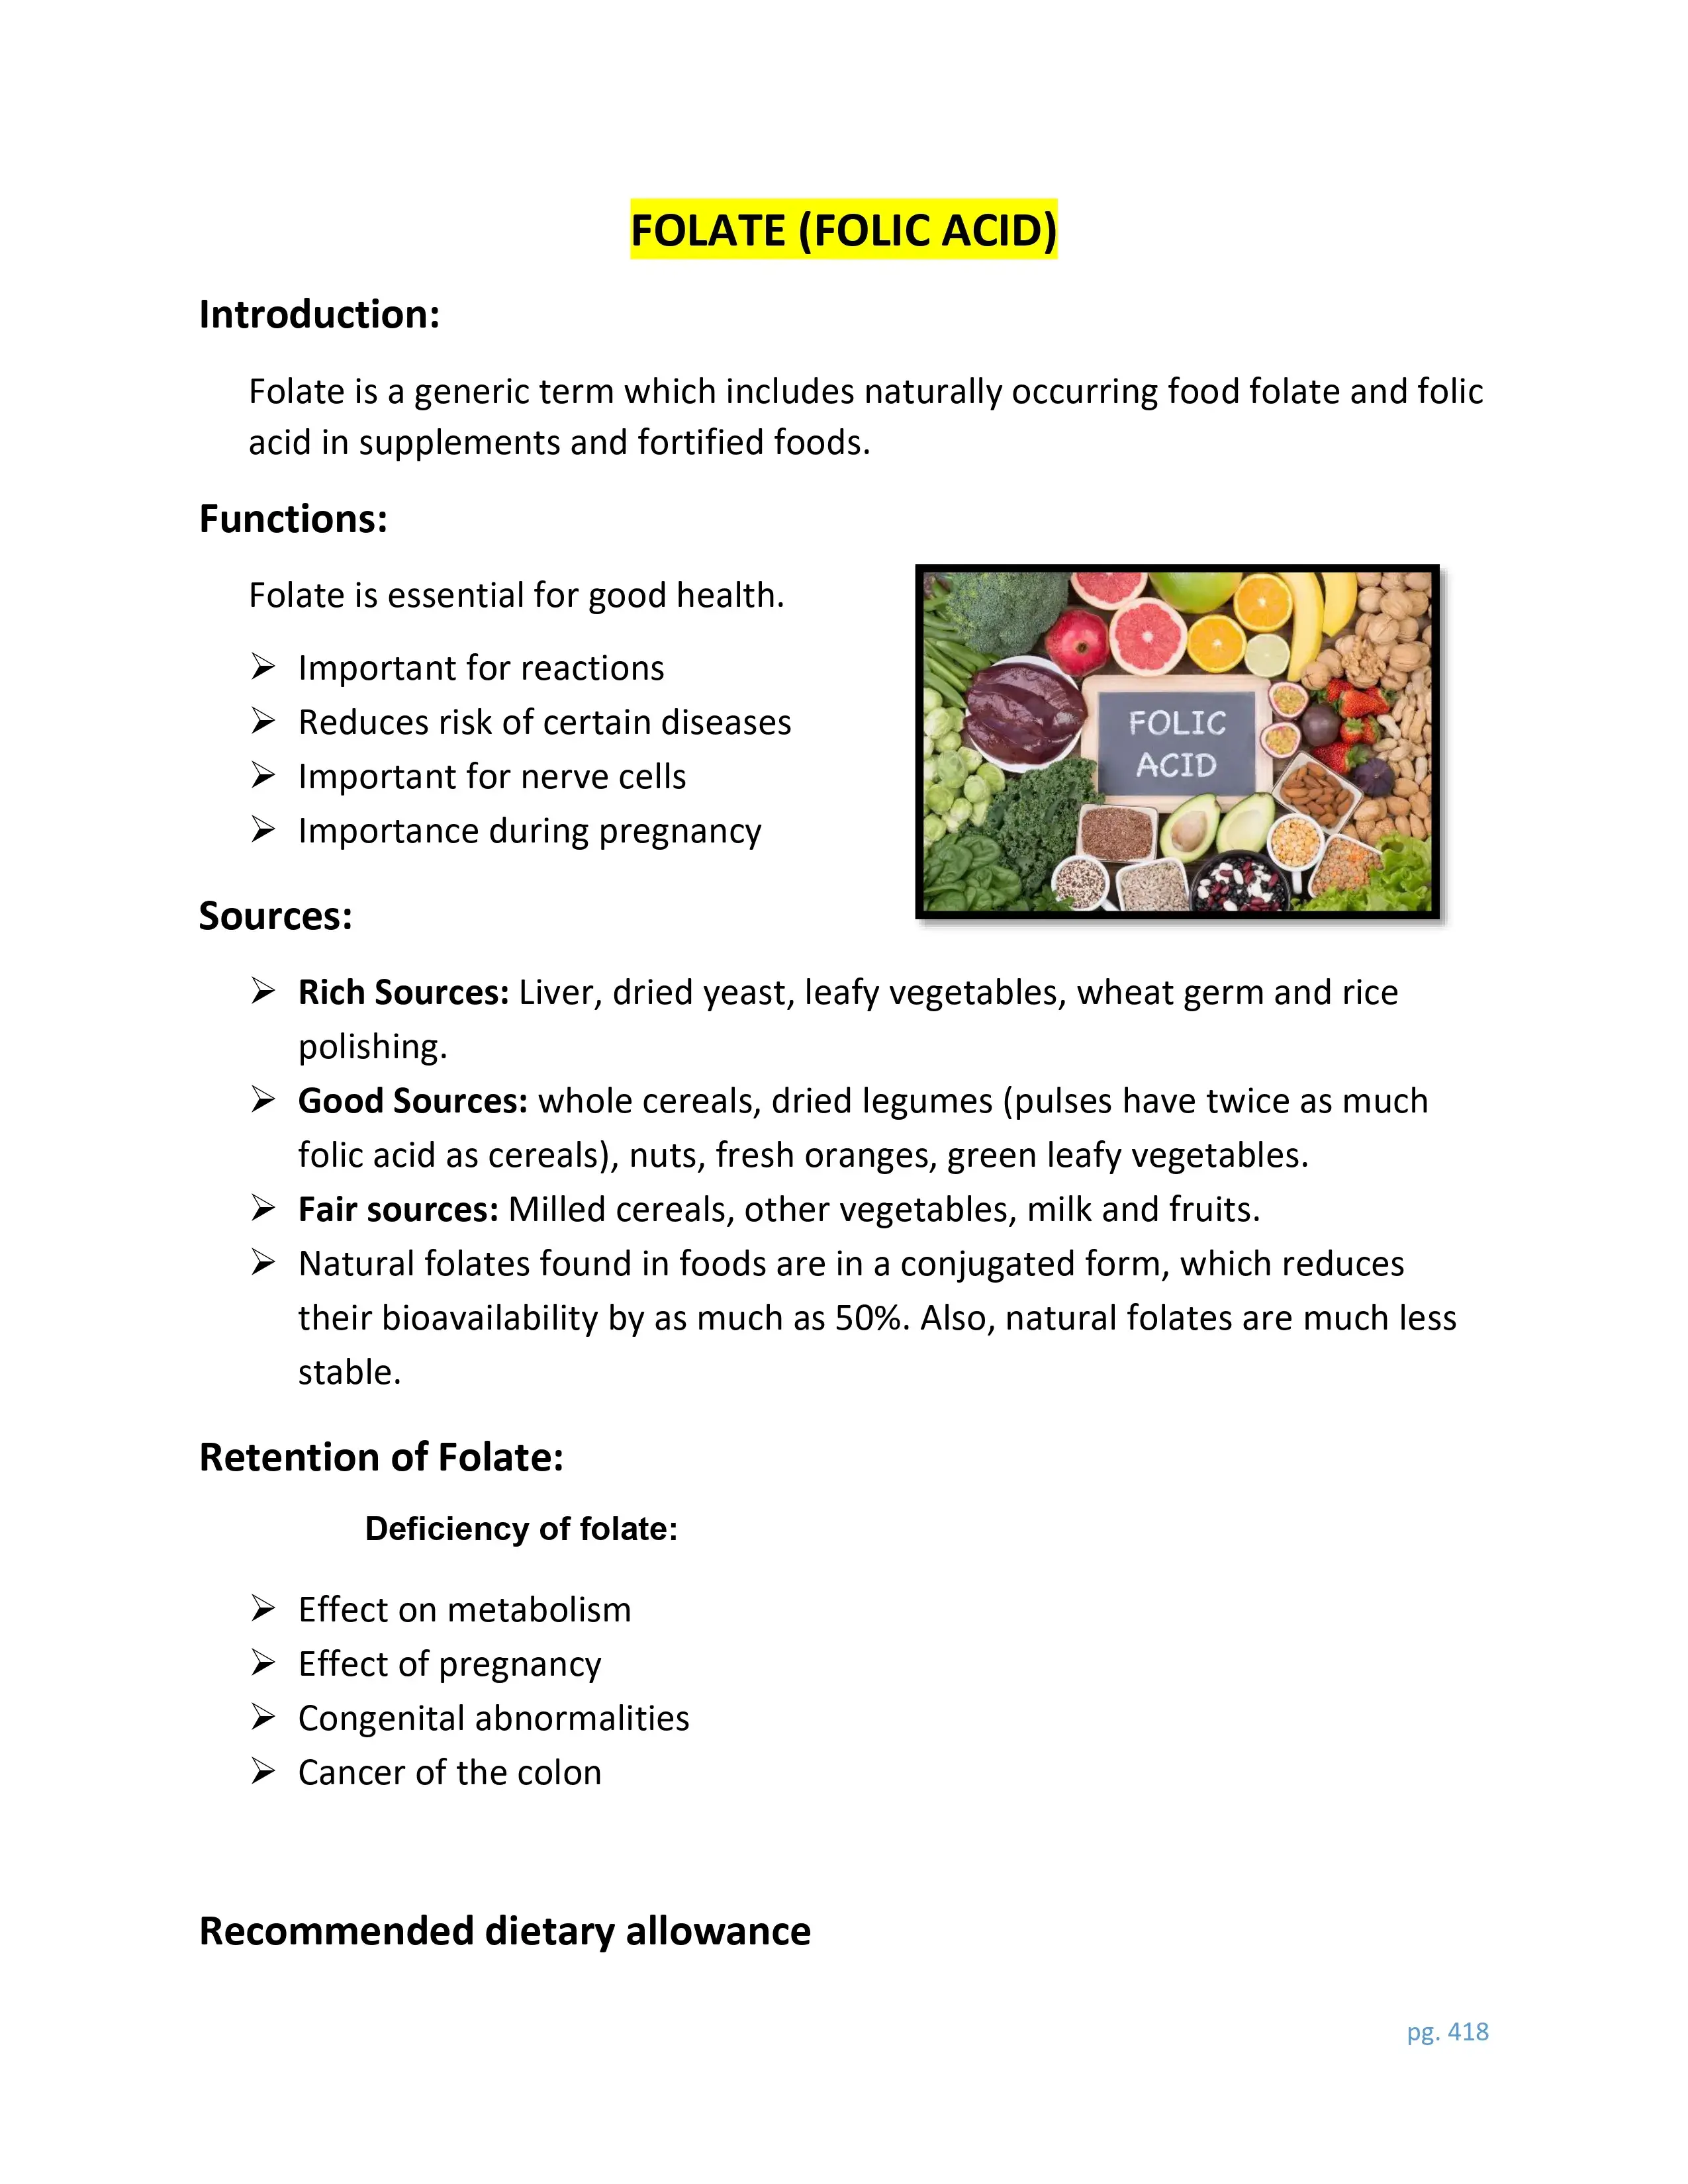 FOLATE (FOLIC ACID)
Introduction:
Folate is a generic term which includes naturally occurring food folate and folic
acid in supplements and fortified foods.
Functions:
Folate is essential for good health.
➢ Important for reactions
➢ Reduces risk of certain diseases
➢ Important for nerve cells
➢ Importance during pregnancy
FOLIC
ACID
Sources:
➢ Rich Sources: Liver, dried yeast, leafy vegetables, wheat germ and rice
polishing.
➢ Good Sources: whole cereals, dried legumes (pulses have twice as much
folic acid as cereals), nuts, fresh oranges, green leafy vegetables.
➢ Fair sources: Milled cereals, other vegetables, milk and fruits.
➢ Natural folates found in foods are in a conjugated form, which reduces
their bioavailability by as much as 50%. Also, natural folates are much less
stable.
Retention of Folate:
Deficiency of folate:
➢ Effect on metabolism
➢ Effect of pregnancy
➢ Congenital abnormalities
➢ Cancer of the colon
Recommended dietary allowance
pg. 418